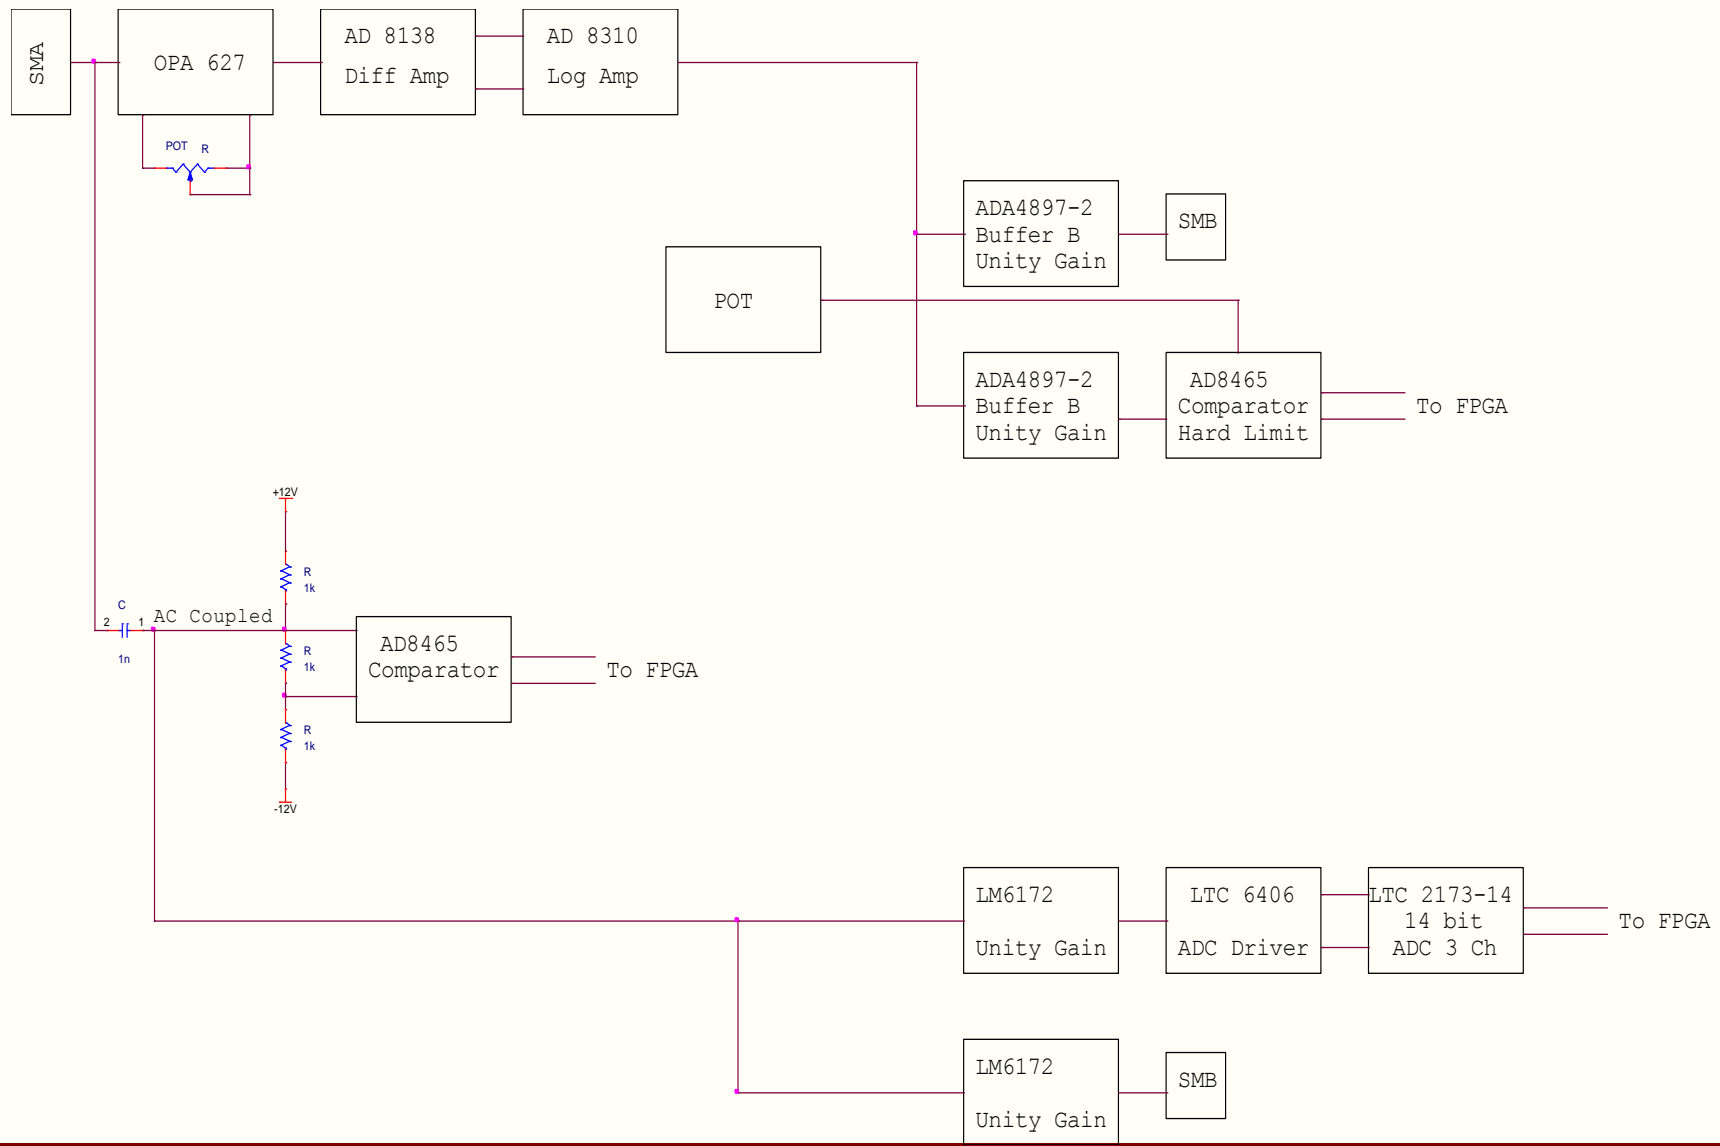 SMA
OPA 627
AD 8138
Diff Amp
AD 8310
Log Amp
POT R
ADA4897-2
Buffer B
Unity Gain
SMB
POT
ADA4897-2
Buffer B
Unity Gain
AD8465
Comparator
Hard Limit
To FPGA
+12V
R
1k
C
2 1
1n
AC Coupled
R
1k
AD8465
Comparator
To FPGA
R
1k
-12V
LM6172
Unity Gain
LTC 6406
ADC Driver
LTC 2173-14
14 bit
ADC 3 Ch
To FPGA
LM6172
Unity Gain
SMB